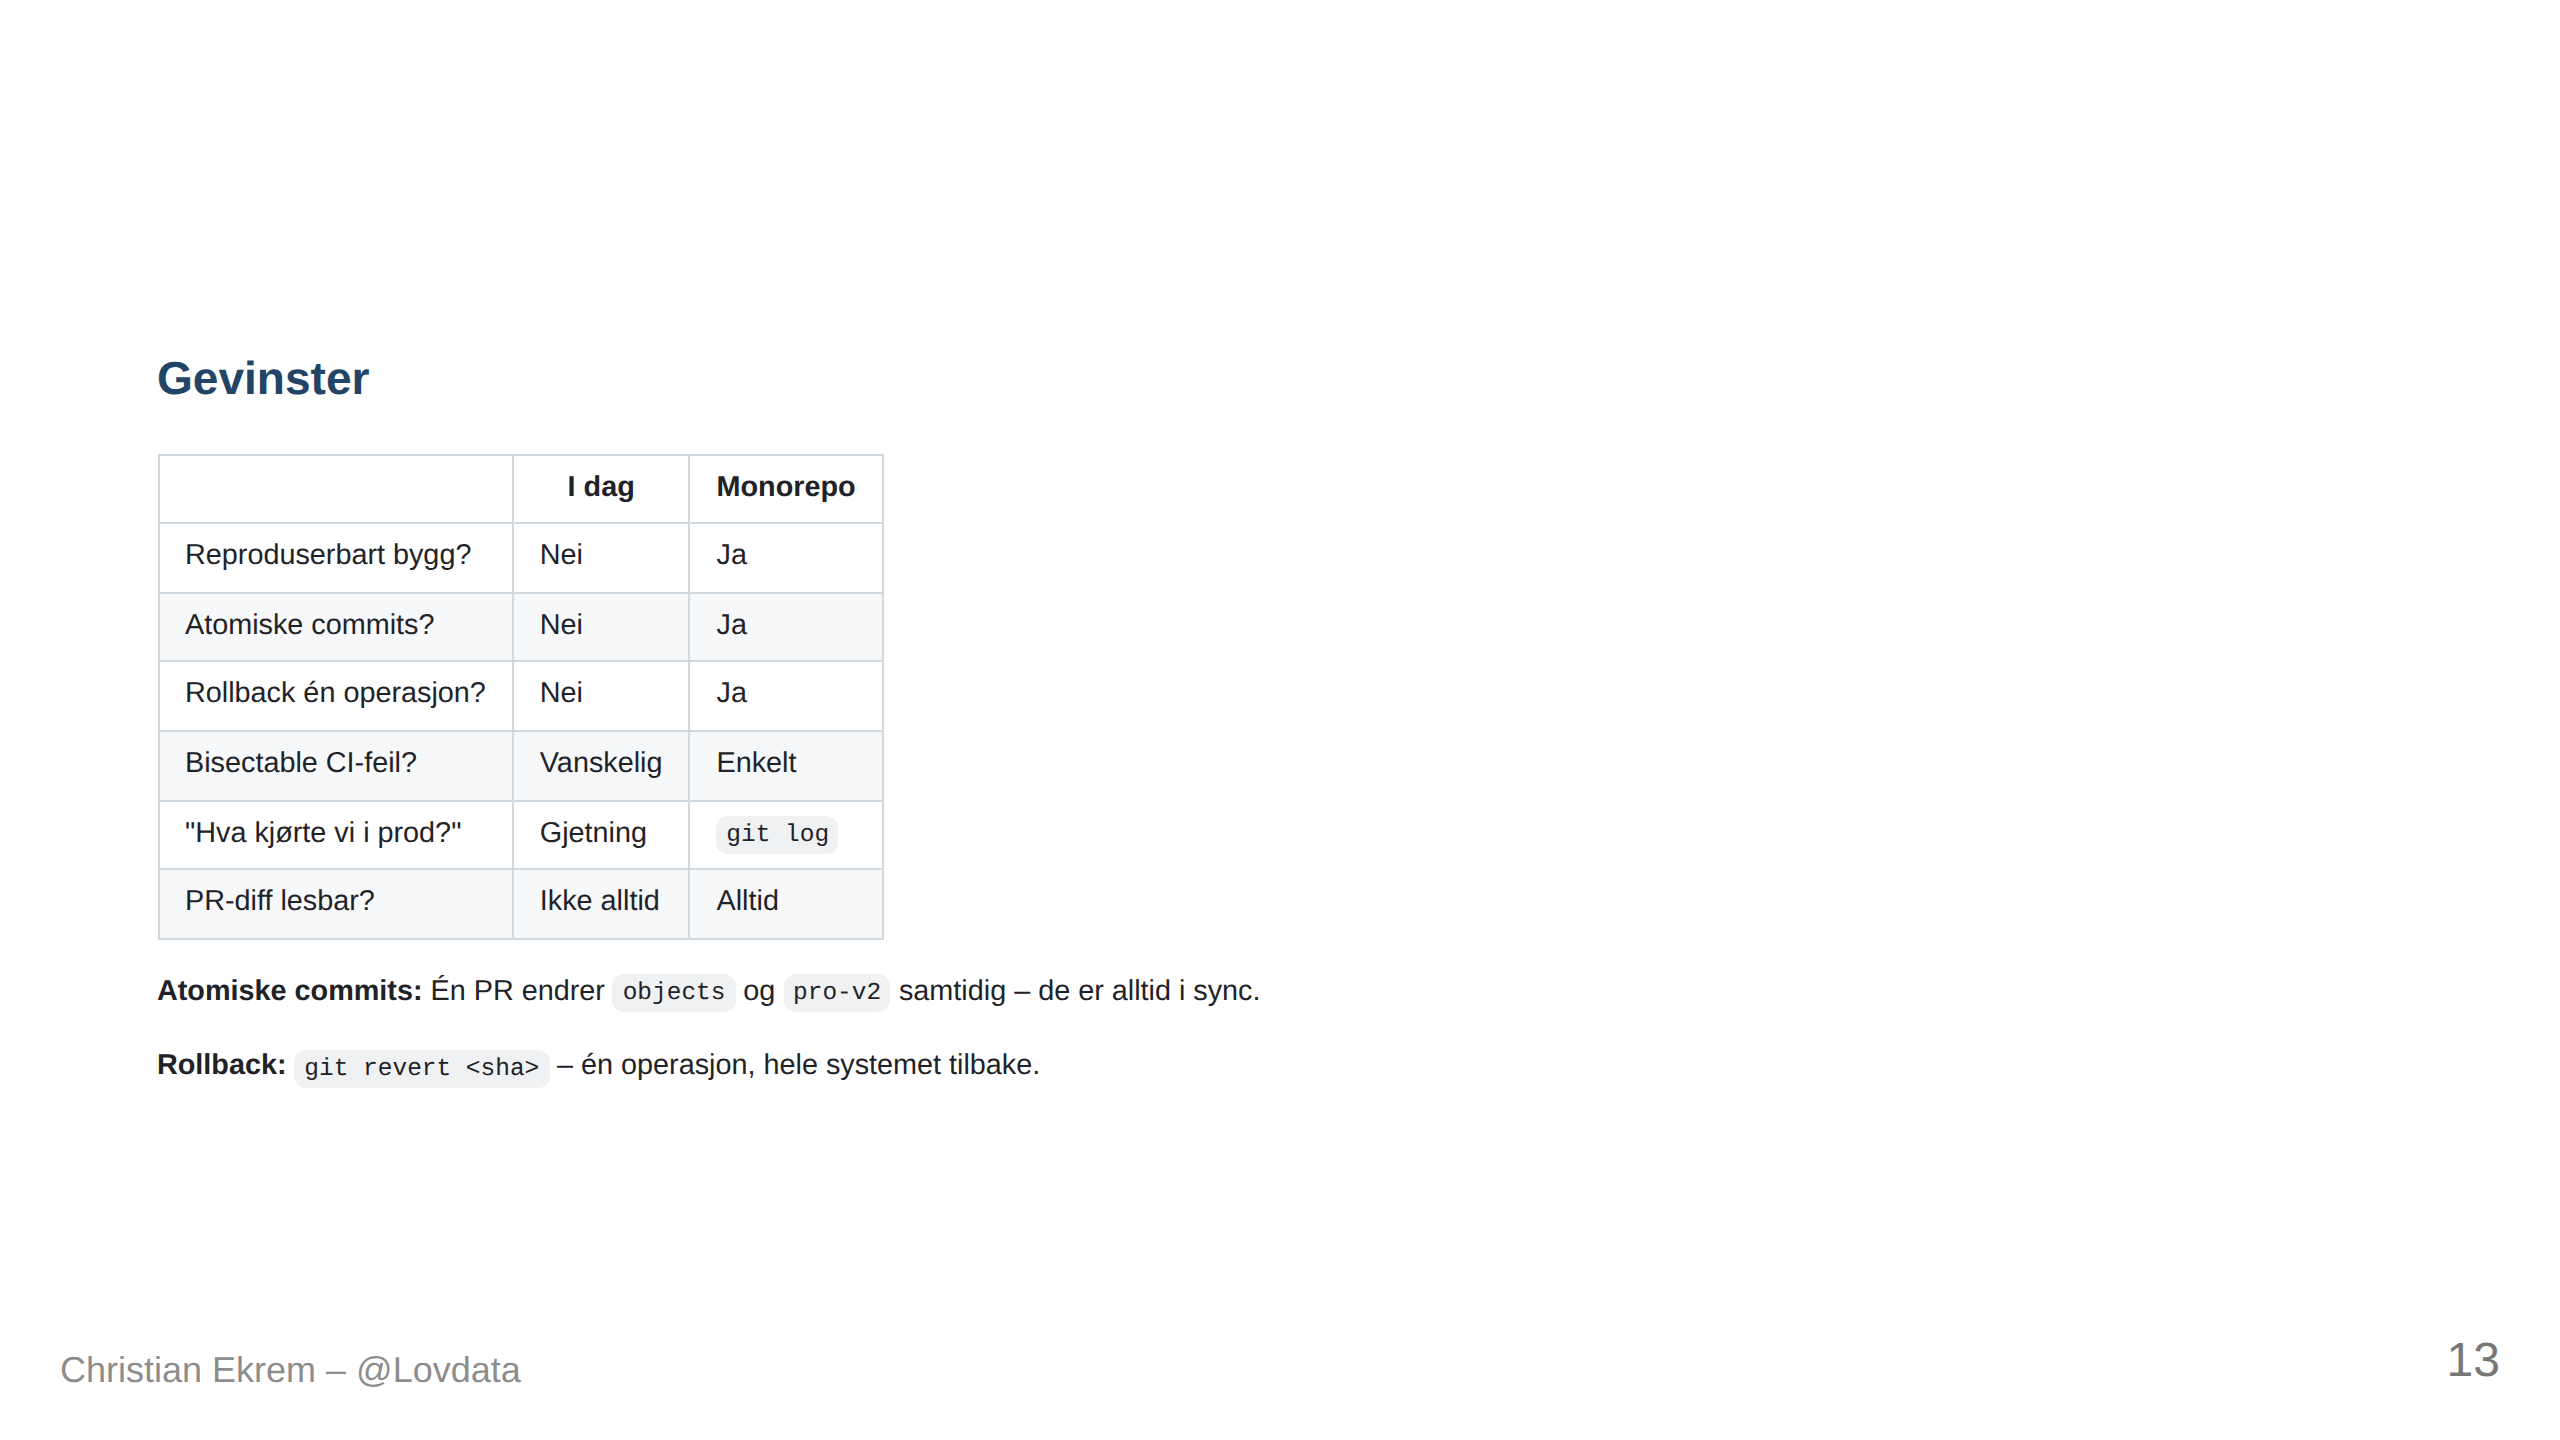 Gevinster
I dag Monorepo
Reproduserbart bygg? Nei Ja
Atomiske commits? Nei Ja
Rollback én operasjon? Nei Ja
Bisectable CI-feil? Vanskelig Enkelt
"Hva kjørte vi i prod?" Gjetning git log
PR-diff lesbar? Ikke alltid Alltid
Atomiske commits: Én PR endrer objects og pro-v2 samtidig – de er alltid i sync.
Rollback: git revert <sha> – én operasjon, hele systemet tilbake.
Christian Ekrem – @Lovdata
13